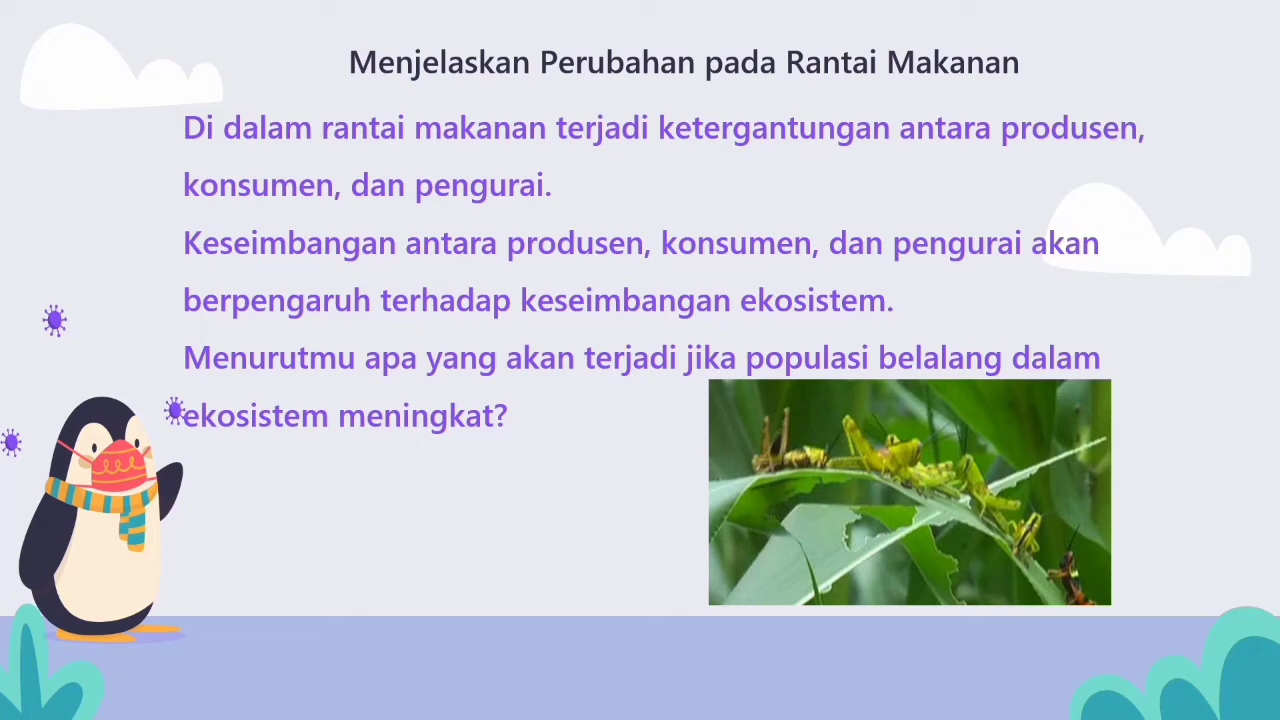 Menjelaskan Perubahan pada Rantai Makanan
Di dalam rantai makanan terjadi ketergantungan antara produsen,
konsumen, dan pengurai.
Keseimbangan antara produsen, konsumen, dan pengurai akan
berpengaruh terhadap keseimbangan ekosistem.
Menurutmu apa yang akan terjadi jika populasi belalang dalam
ekosistem meningkat?